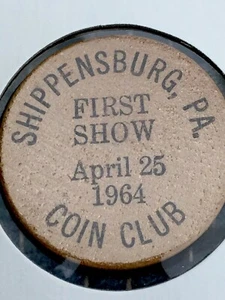 SHIPPENSBURG, PA.
FIRST
SHOW
April 25
1964
COIN CLUB